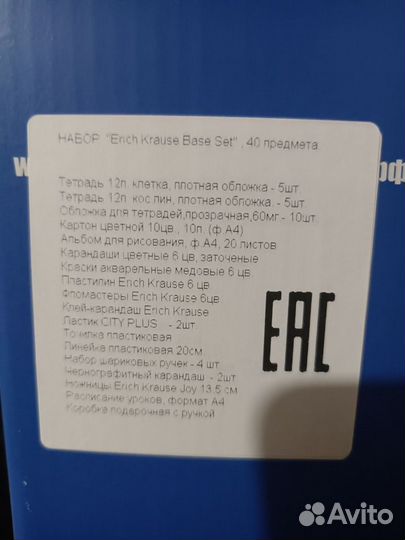 НАБОР "Erich Krause Base Set" , 40 предмета
Тетрадь 12л. клетка, плотная обложка - 5шт.
Тетрадь 12л. кос.лин, плотная обложка. - 5шт.
Обложка для тетрадей,прозрачная,60мг - 10шт.
Картон цветной 10цв., 10л. (ф.А4)
Альбом для рисования, ф.А4, 20 листов
Карандаши цветные 6 цв, заточеные
Краски акварельные медовые 6 цв.
Пластилин Erich Krause 6 цв
Фломастеры Erich Krause 6цв
Клей-карандаш Erich Krause
Ластик CITY PLUS - 2шт
Точилка пластиковая
Линейка пластиковая 20см
Набор шариковых ручек - 4 шт
Чернографитный карандаш - 2шт
Ножницы Erich Krause Joy 13.5 см
Расписание уроков, формат А4
Коробка подарочная с ручкой
EAC
Avito